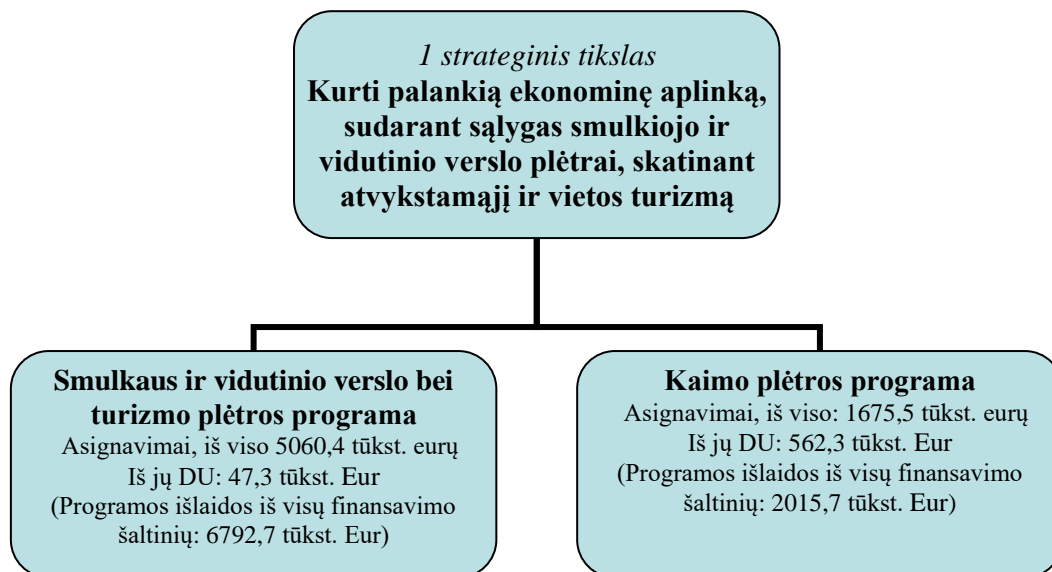 1 strateginis tikslas
Kurti palankią ekonominę aplinką,
sudarant sąlygas smulkiojo ir
vidutinio verslo plėtrai, skatinant
atvykstamąjį ir vietos turizmą
Smulkaus ir vidutinio verslo bei
turizmo plėtros programa
Asignavimai, iš viso 5060,4 tūkst. eurų
Iš jų DU: 47,3 tūkst. Eur
(Programos išlaidos iš visų finansavimo
šaltinių: 6792,7 tūkst. Eur)
Kaimo plėtros programa
Asignavimai, iš viso: 1675,5 tūkst. eurų
Iš jų DU: 562,3 tūkst. Eur
(Programos išlaidos iš visų finansavimo
šaltinių: 2015,7 tūkst. Eur)